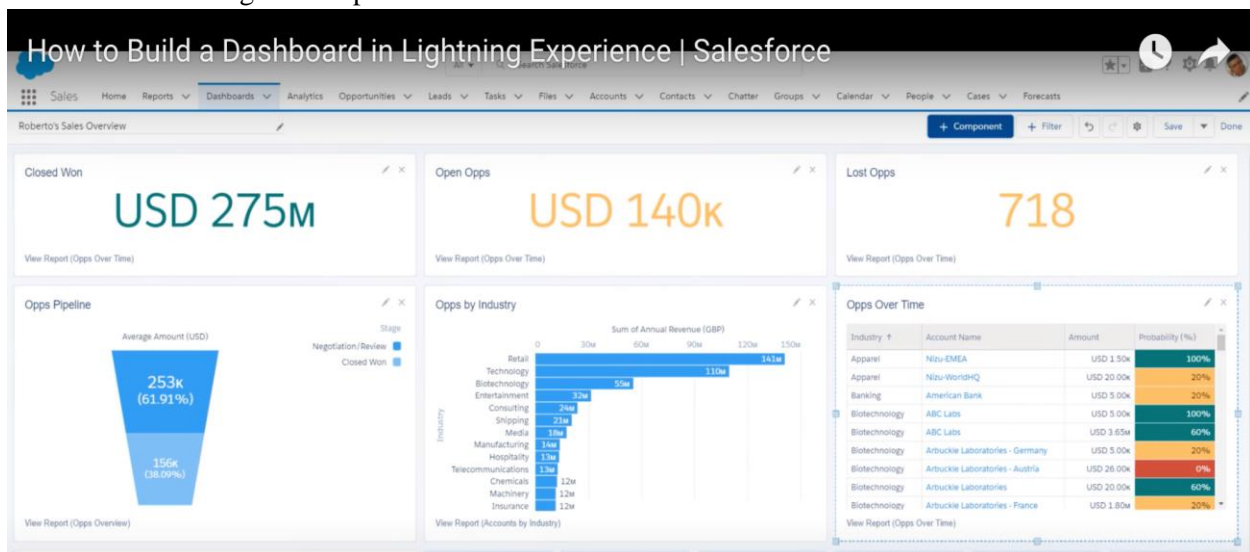 How to Build a Dashboard in Lightning Experience | Salesforce
Sales Home Reports Dashboards Analytics Opportunities Leads Tasks Files Accounts Contacts Chatter Groups Calendar People Cases Forecasts
Roberto's Sales Overview
+ Component + Filter Save Done
Closed Won
USD 275M
View Report (Opps Over Time)
Open Opps
USD 140K
View Report (Opps Over Time)
Lost Opps
718
View Report (Opps Over Time)
Opps Pipeline
Average Amount (USD)
Stage
Negotiation/Review
Closed Won
253K
(61.91%)
156K
(38.09%)
View Report (Opps Overview)
Opps by Industry
Sum of Annual Revenue (GBP)
0 30M 60M 90M 120M 150M
Industry
Retail 141M
Technology 110M
Biotechnology 55M
Entertainment 32M
Consulting 24M
Shipping 21M
Media 18M
Manufacturing 14M
Hospitality 13M
Telecommunications 13M
Chemicals 12M
Machinery 12M
Insurance 12M
View Report (Accounts by Industry)
Opps Over Time
Industry ↑ Account Name Amount Probability (%)
Apparel Nizu-EMEA USD 1.50K 100%
Apparel Nizu-WorldHQ USD 20.00K 20%
Banking American Bank USD 5.00K 20%
Biotechnology ABC Labs USD 5.00K 100%
Biotechnology ABC Labs USD 3.65M 60%
Biotechnology Arbuckle Laboratories - Germany USD 5.00K 20%
Biotechnology Arbuckle Laboratories - Austria USD 26.00K 0%
Biotechnology Arbuckle Laboratories USD 20.00K 60%
Biotechnology Arbuckle Laboratories - France USD 1.80M 20%
View Report (Opps Over Time)